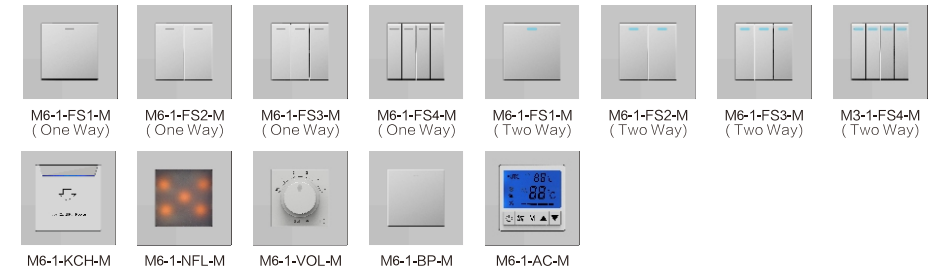 M6-1-FS1-M
( One Way)
M6-1-FS2-M
( One Way)
M6-1-FS3-M
( One Way)
M6-1-FS4-M
( One Way)
M6-1-FS1-M
( Two Way)
M6-1-FS2-M
( Two Way)
M6-1-FS3-M
( Two Way)
M3-1-FS4-M
( Two Way)
88
88°C
M6-1-KCH-M
M6-1-NFL-M
M6-1-VOL-M
M6-1-BP-M
M6-1-AC-M